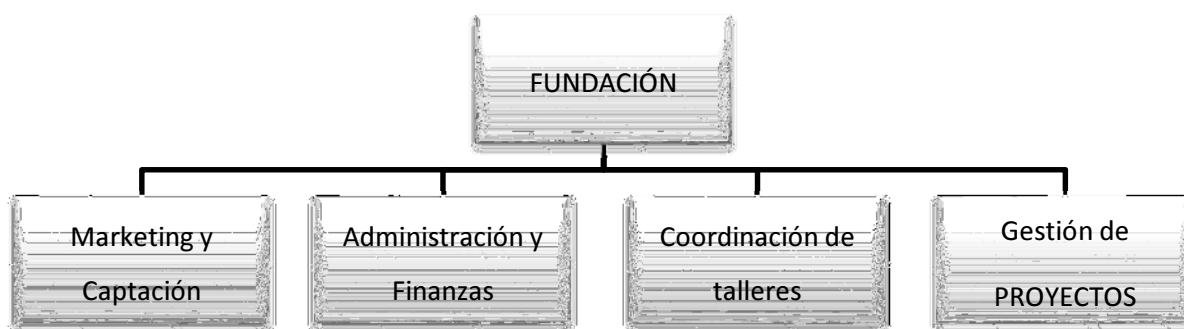 FUNDACIÓN
Marketing y
Captación
Administración y
Finanzas
Coordinación de
talleres
Gestión de
PROYECTOS